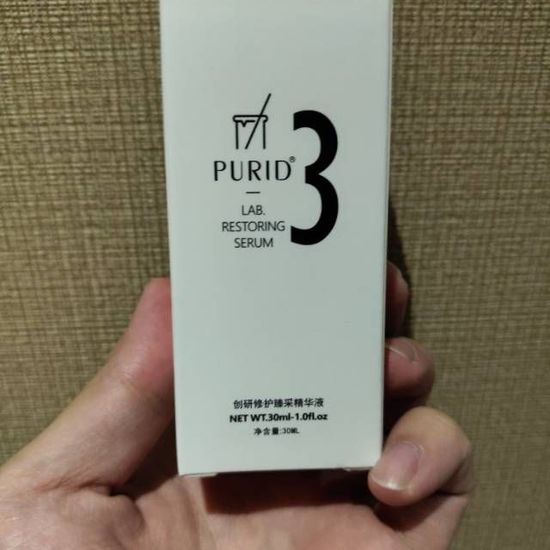 PURID®
3
LAB.
RESTORING
SERUM
创研修护臻采精华液
NET WT.30ml-1.0fl.oz
净含量:30ML